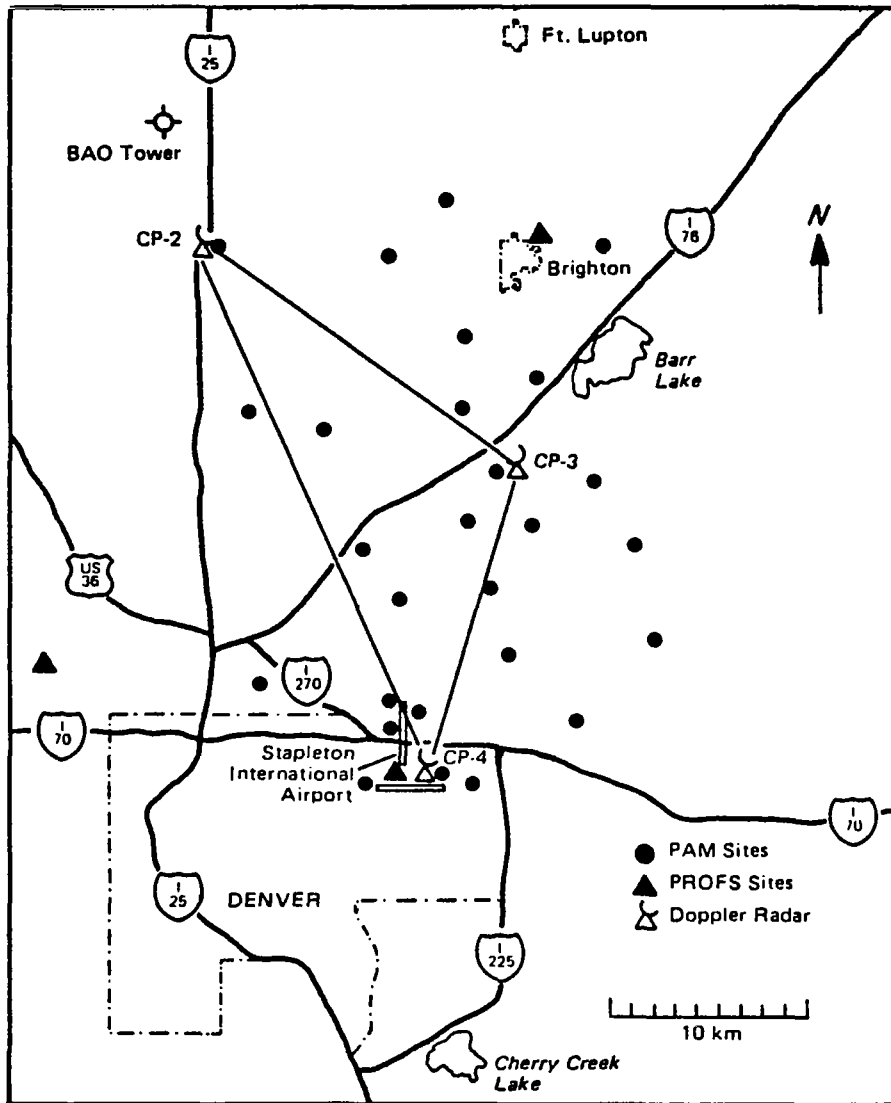 I
25
Ft. Lupton
BAO Tower
CP-2
I
76
N
Brighton
Barr
Lake
CP-3
US
36
I
270
I
70
Stapleton
International
Airport
CP-4
I
70
PAM Sites
PROFS Sites
Doppler Radar
I
25
DENVER
I
225
10 km
Cherry Creek
Lake